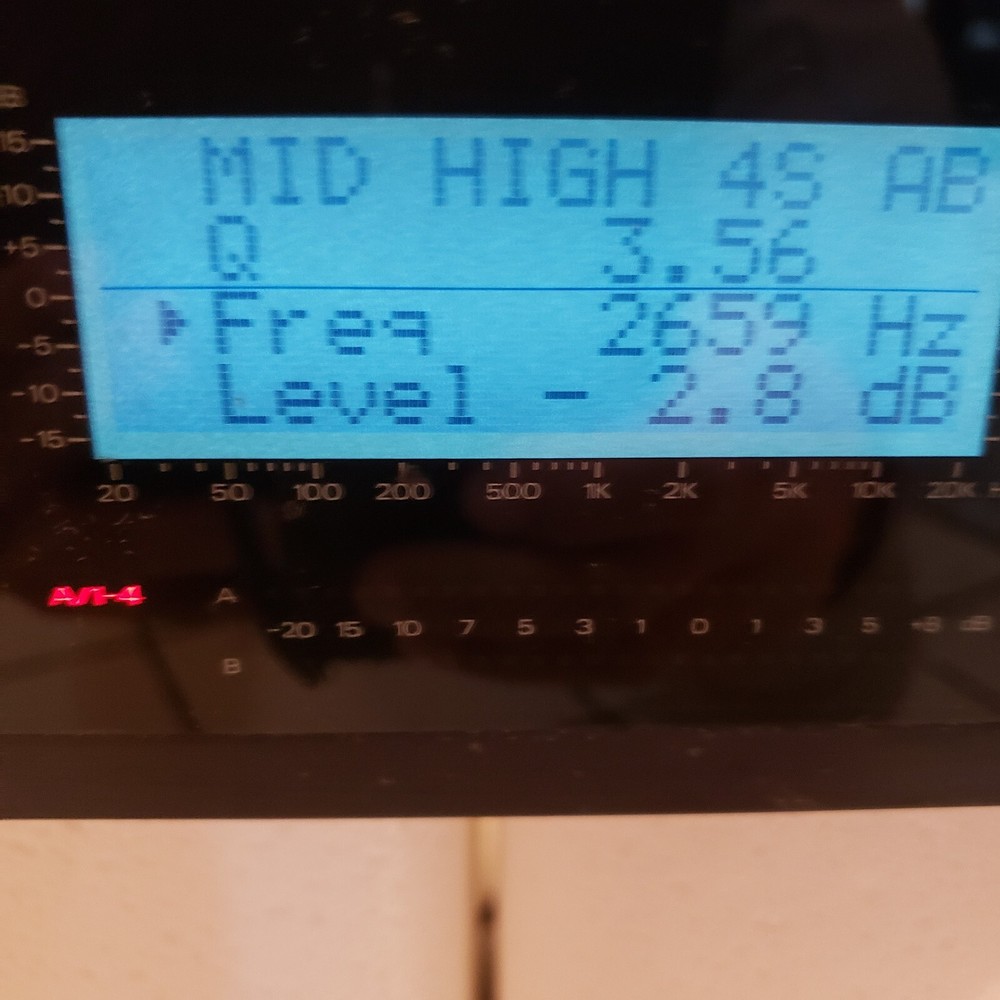 MID HIGH 4S AB
Q 3.56
Freq 2659 Hz
Level - 2.8 dB
15
10
+5
0
-5
-10
-15
20 50 100 200 500 1K 2K 5K 10K 20K
A/1-4
A
-20 15 10 7 5 3 1 0 1 3 5 +8 dB
B